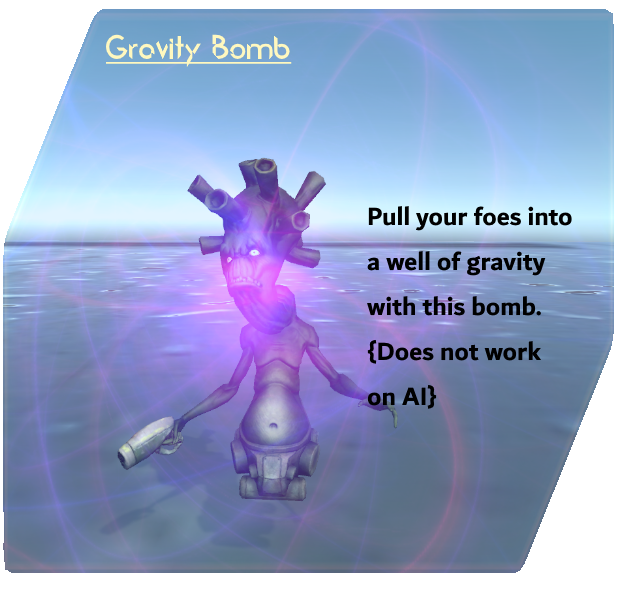 Gravity Bomb
Pull your foes into
a well of gravity
with this bomb.
{Does not work
on AI}